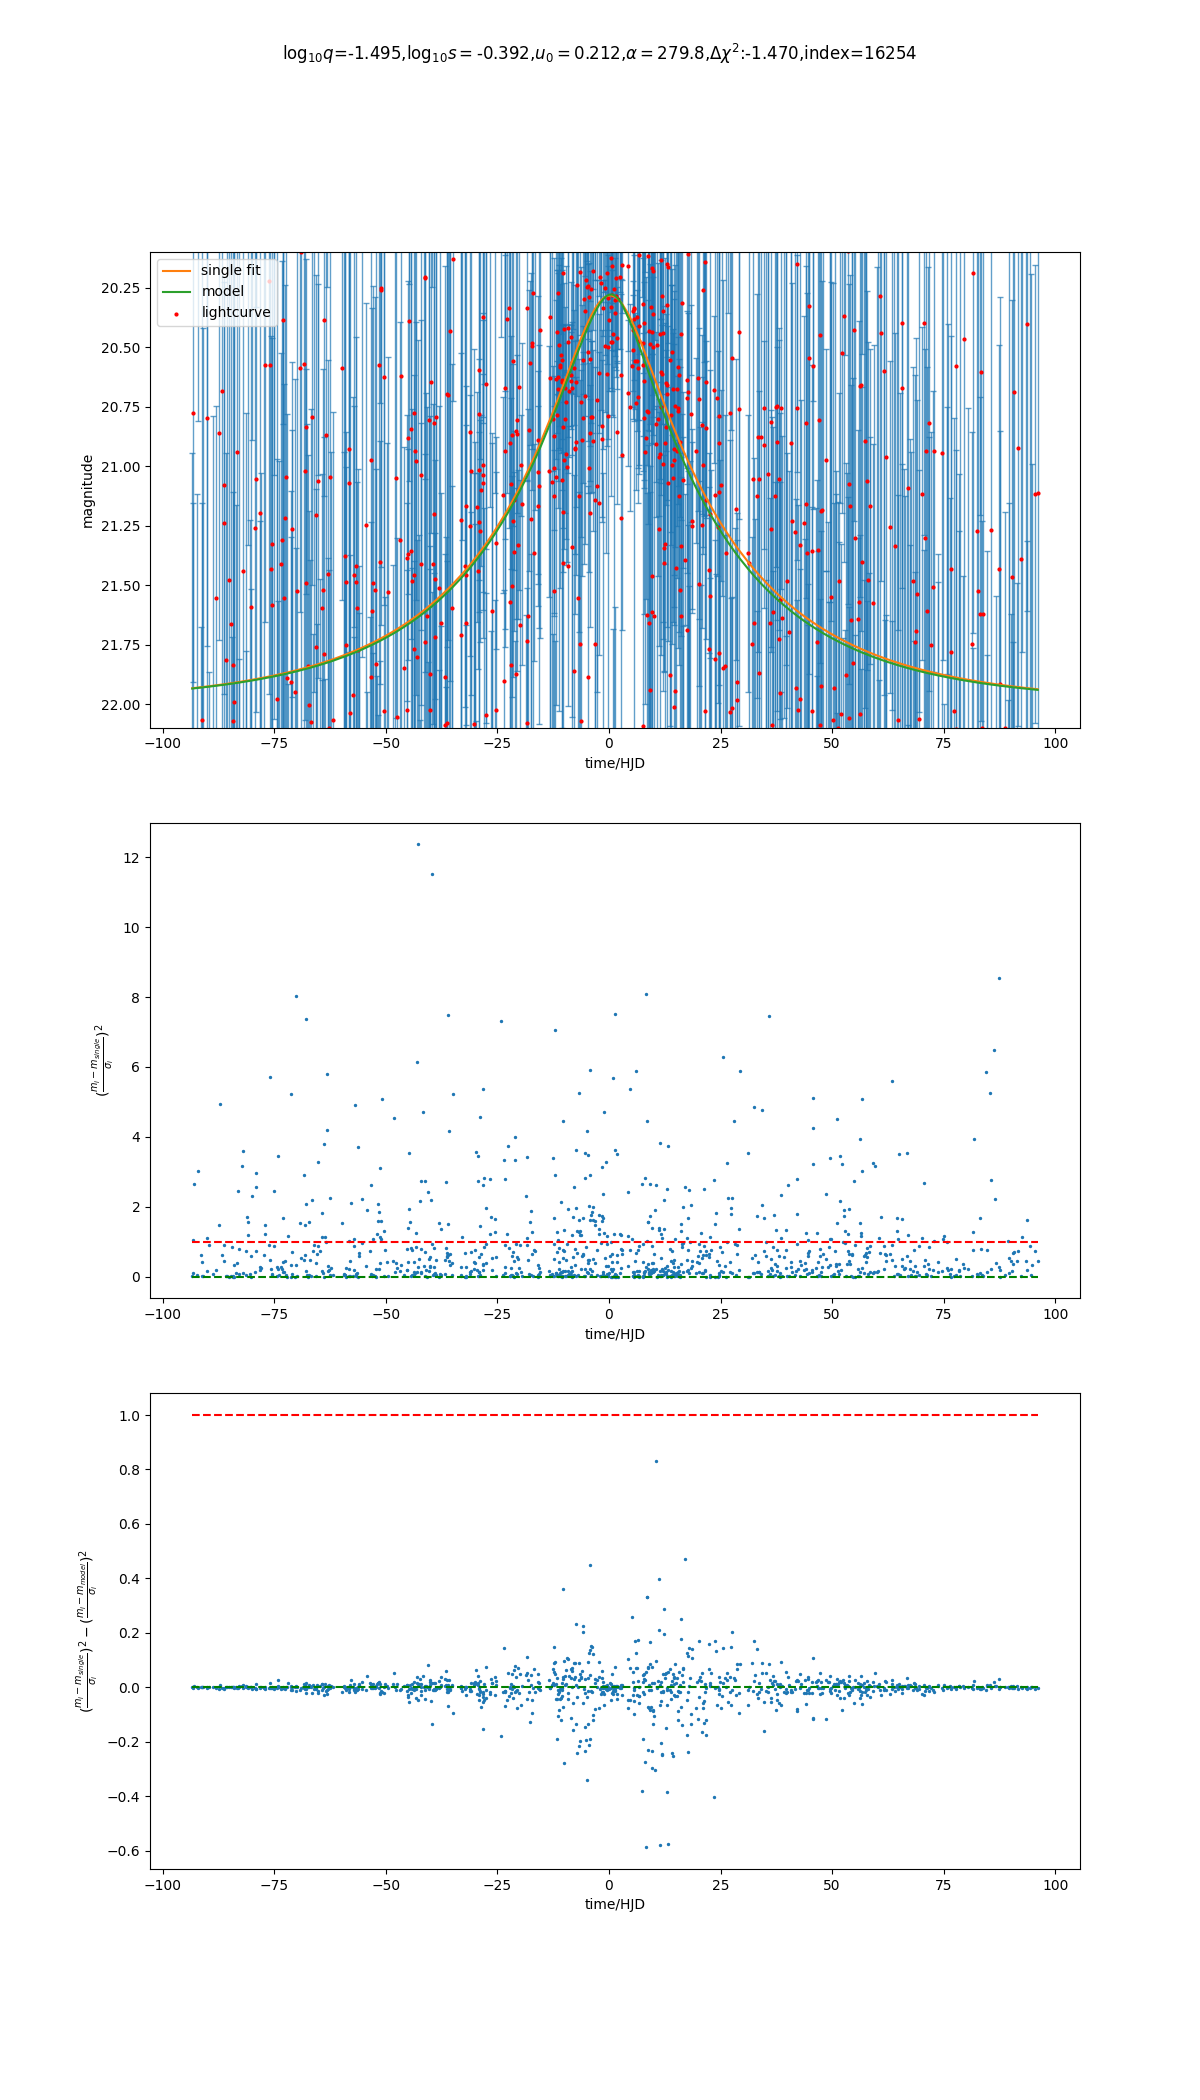 log₁₀q=-1.495,log₁₀s = -0.392,u₀ = 0.212,α = 279.8,Δχ²:-1.470,index=16254
single fit
model
lightcurve
magnitude
20.25
20.50
20.75
21.00
21.25
21.50
21.75
22.00
−100 −75 −50 −25 0 25 50 75 100
time/HJD
(mᵢ − m_single / σᵢ)²
12
10
8
6
4
2
0
−100 −75 −50 −25 0 25 50 75 100
time/HJD
(mᵢ − m_single / σᵢ)² − (mᵢ − m_model / σᵢ)²
1.0
0.8
0.6
0.4
0.2
0.0
−0.2
−0.4
−0.6
−100 −75 −50 −25 0 25 50 75 100
time/HJD